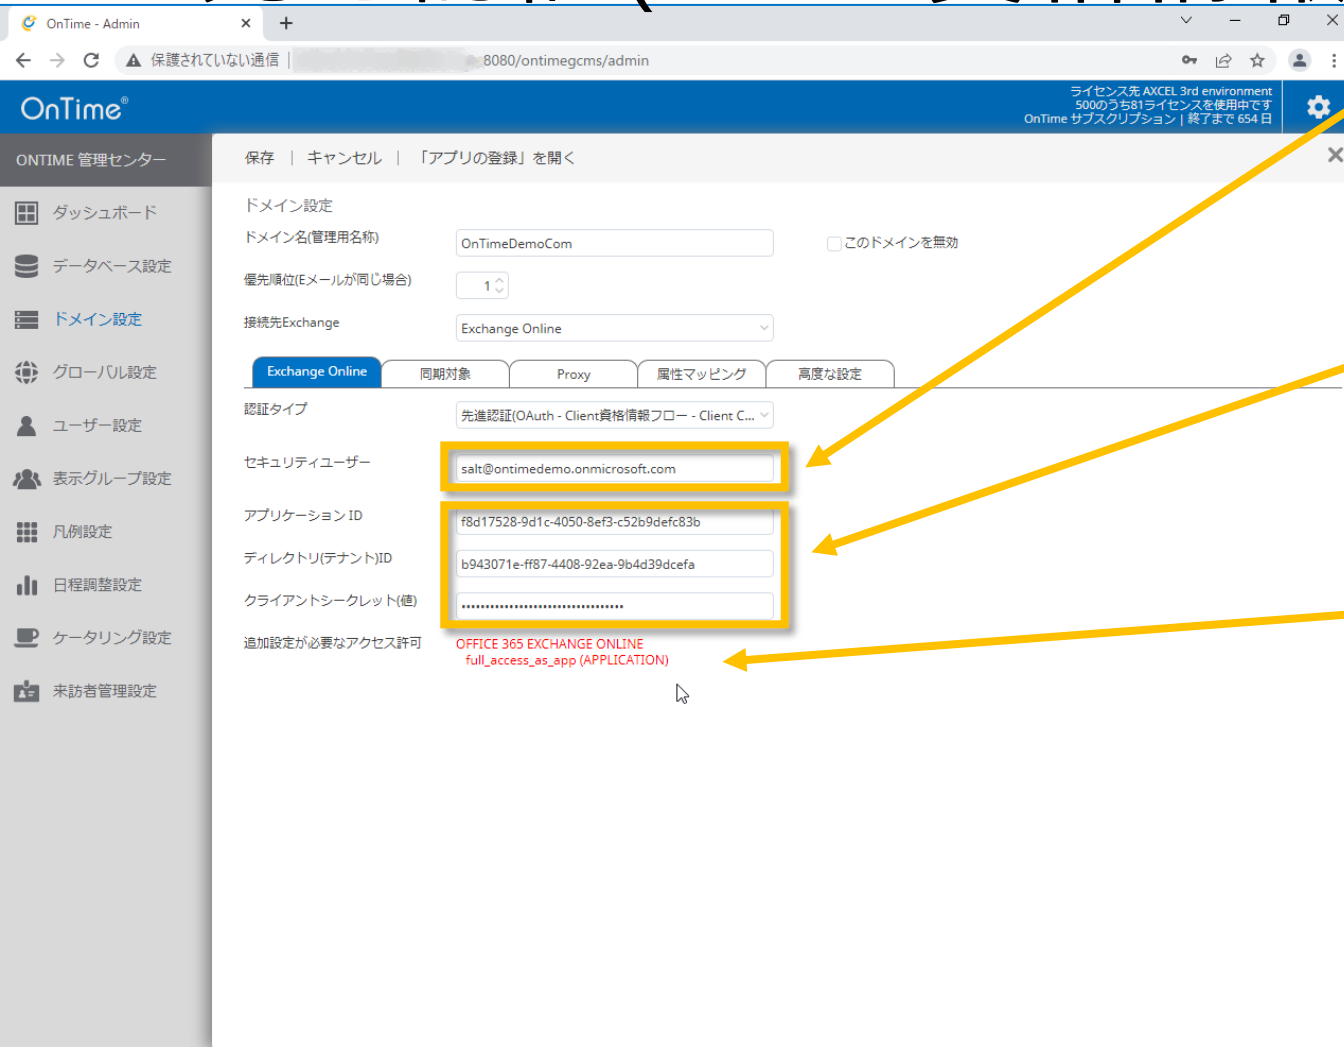 OnTime - Admin
保護されていない通信 | 8080/ontimegcms/admin
OnTime®
ライセンス先 AXCEL 3rd environment
500のうち81ライセンスを使用中です
OnTime サブスクリプション | 終了まで 654 日
ONTIME 管理センター
保存 | キャンセル | 「アプリの登録」を開く
ダッシュボード
データベース設定
ドメイン設定
グローバル設定
ユーザー設定
表示グループ設定
凡例設定
日程調整設定
ケータリング設定
来訪者管理設定
ドメイン設定
ドメイン名(管理用名称) OnTimeDemoCom このドメインを無効
優先順位(Eメールが同じ場合) 1
接続先Exchange Exchange Online
Exchange Online 同期対象 Proxy 属性マッピング 高度な設定
認証タイプ 先進認証(OAuth - Client資格情報フロー - Client C...
セキュリティユーザー salt@ontimedemo.onmicrosoft.com
アプリケーション ID f8d17528-9d1c-4050-8ef3-c52b9defc83b
ディレクトリ(テナント)ID b943071e-ff87-4408-92ea-9b4d39dcefa
クライアントシークレット(値)
追加設定が必要なアクセス許可 OFFICE 365 EXCHANGE ONLINE
full_access_as_app (APPLICATION)